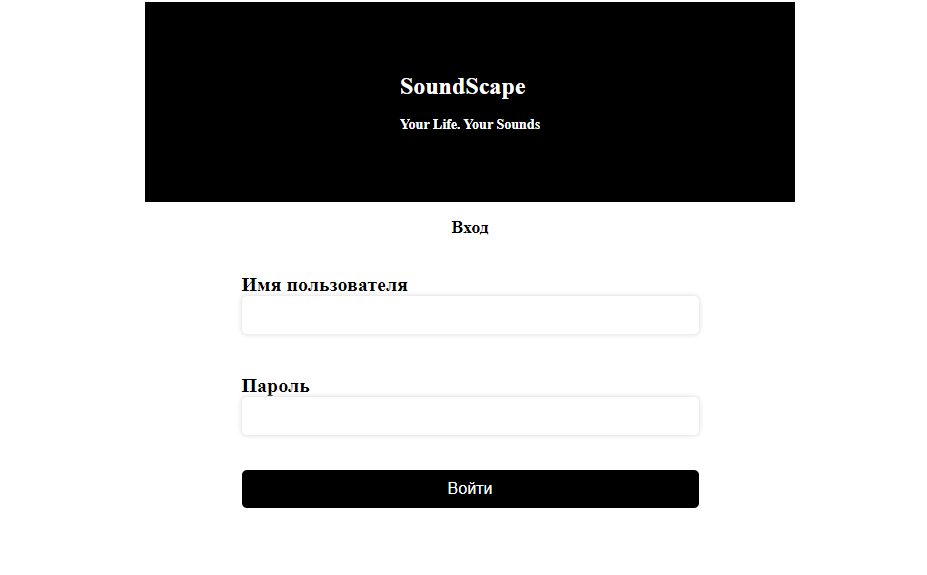 SoundScape
Your Life. Your Sounds
Вход
Имя пользователя
Пароль
Войти